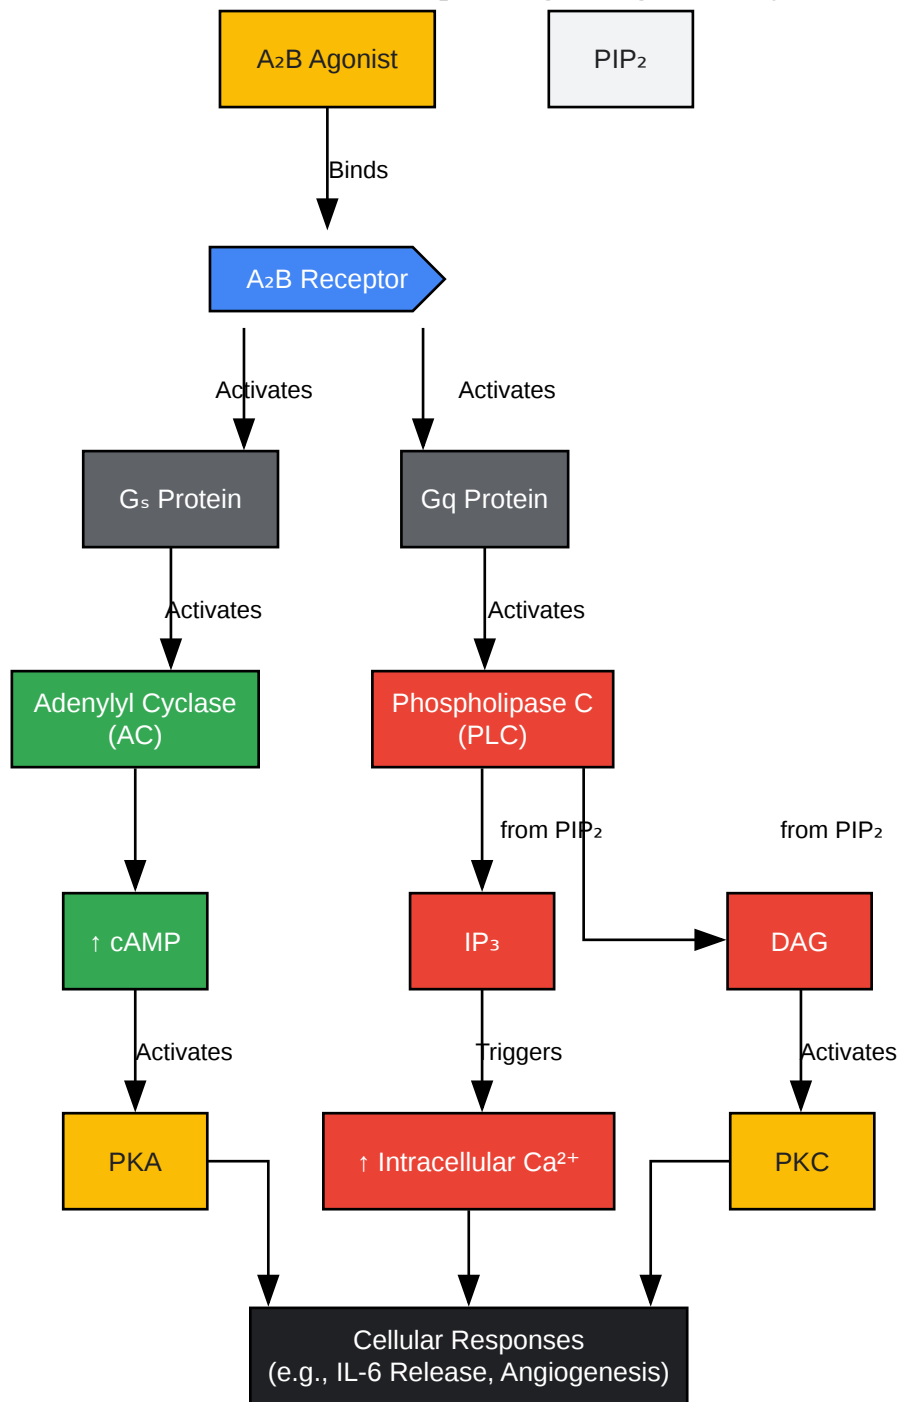 A₂B Agonist
PIP₂
Binds
A₂B Receptor
Activates
Activates
Gₛ Protein
Gq Protein
Activates
Activates
Adenylyl Cyclase
(AC)
Phospholipase C
(PLC)
from PIP₂
from PIP₂
↑ cAMP
IP₃
DAG
Activates
Triggers
Activates
PKA
↑ Intracellular Ca²⁺
PKC
Cellular Responses
(e.g., IL-6 Release, Angiogenesis)